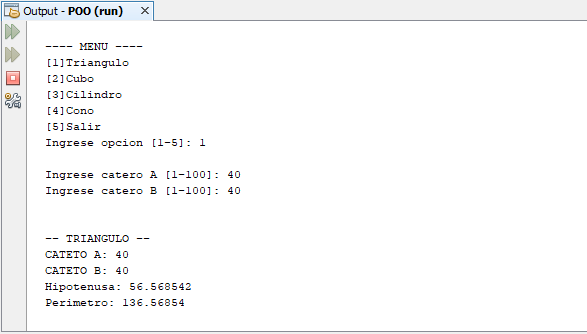 Output - POO (run)
---- MENU ----
[1]Triangulo
[2]Cubo
[3]Cilindro
[4]Cono
[5]Salir
Ingrese opcion [1-5]: 1
Ingrese catero A [1-100]: 40
Ingrese catero B [1-100]: 40
-- TRIANGULO --
CATETO A: 40
CATETO B: 40
Hipotenusa: 56.568542
Perimetro: 136.56854